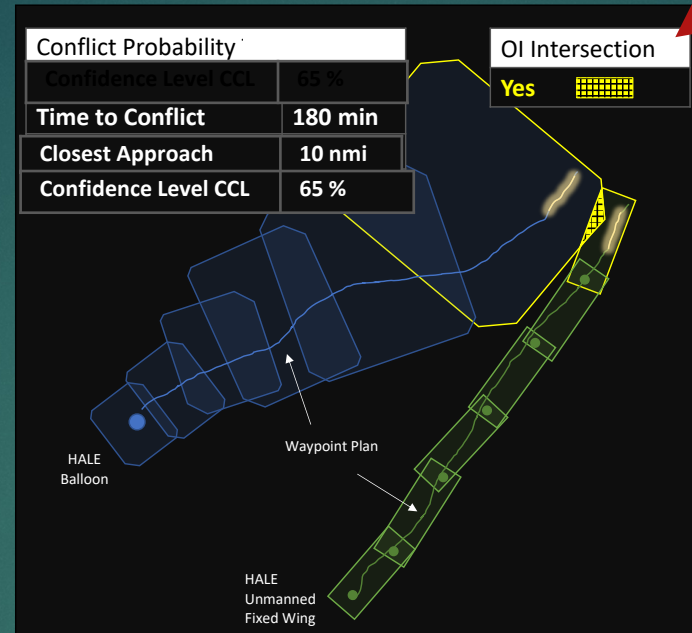 Conflict Probability
OI Intersection
Confidence Level CCL 65 %
Yes
Time to Conflict 180 min
Closest Approach 10 nmi
Confidence Level CCL 65 %
Waypoint Plan
HALE
Balloon
HALE
Unmanned
Fixed Wing